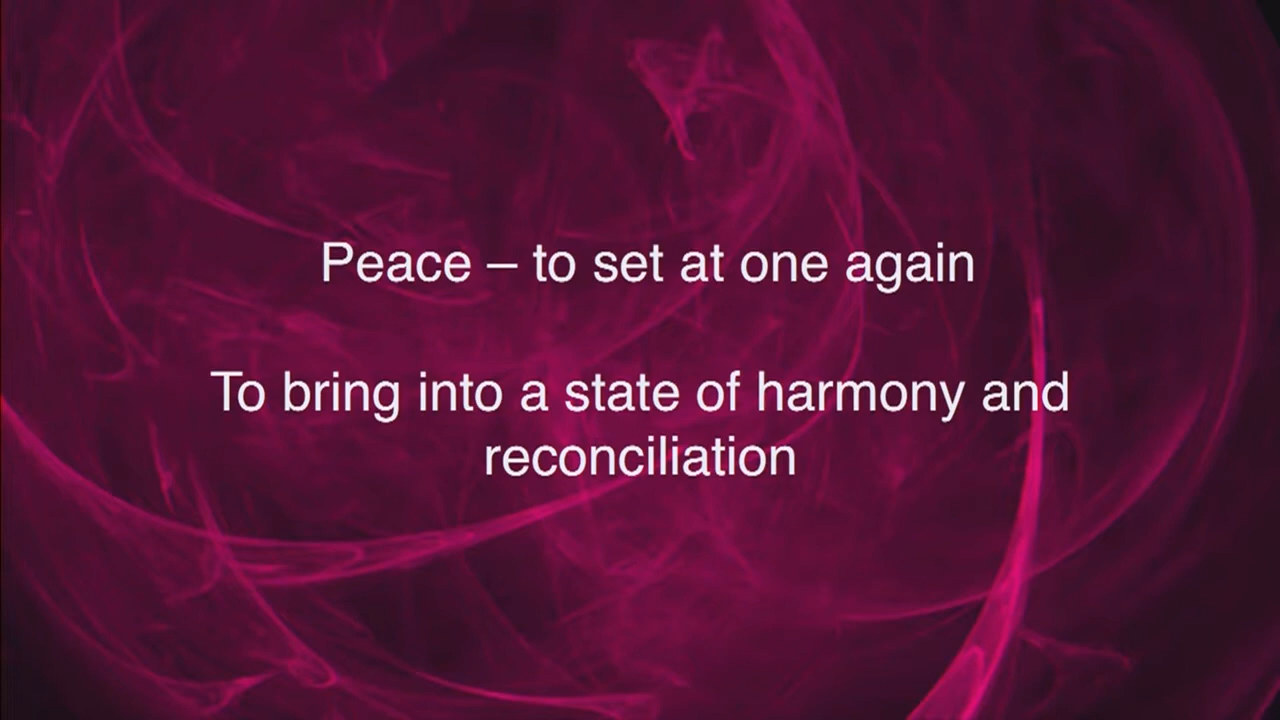 Peace – to set at one again
To bring into a state of harmony and
reconciliation